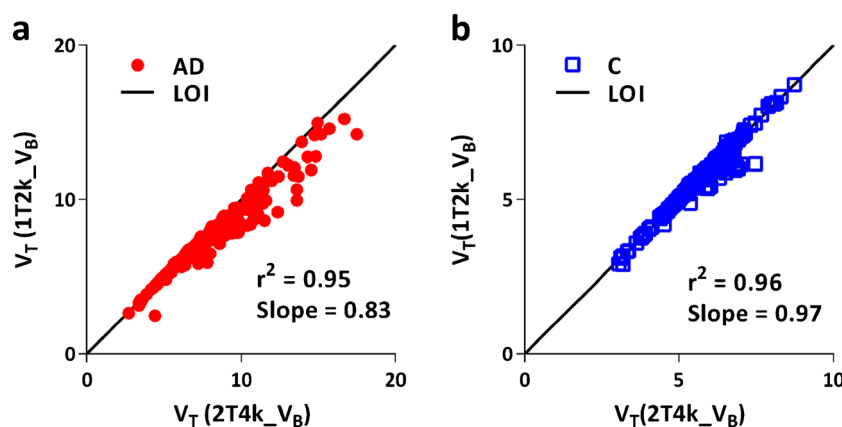 a
20
AD
LOI
V_T (1T2k_V_B)
10
r² = 0.95
Slope = 0.83
0
0 10 20
V_T (2T4k_V_B)
b
10
C
LOI
V_T(1T2k_V_B)
5
r² = 0.96
Slope = 0.97
0
0 5 10
V_T(2T4k_V_B)